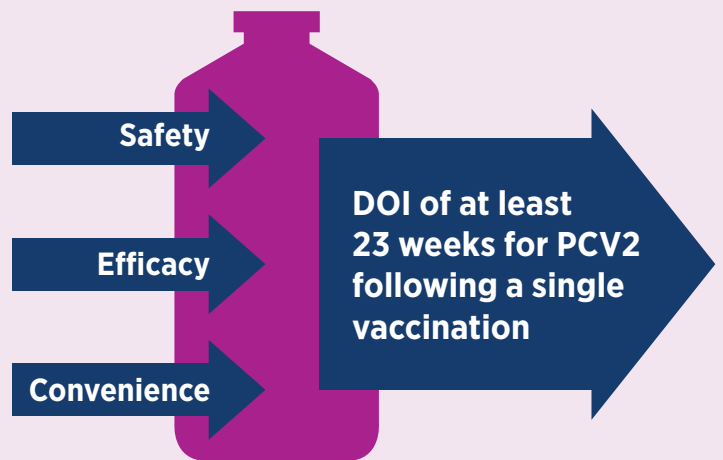 Safety
Efficacy
Convenience
DOI of at least
23 weeks for PCV2
following a single
vaccination